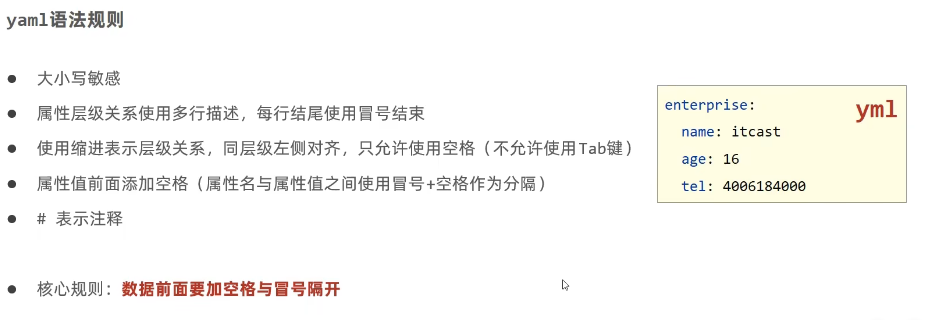 yaml语法规则
● 大小写敏感
● 属性层级关系使用多行描述，每行结尾使用冒号结束
● 使用缩进表示层级关系，同层级左侧对齐，只允许使用空格（不允许使用Tab键）
● 属性值前面添加空格（属性名与属性值之间使用冒号+空格作为分隔）
● # 表示注释
● 核心规则：数据前面要加空格与冒号隔开
yml
enterprise:
  name: itcast
  age: 16
  tel: 4006184000